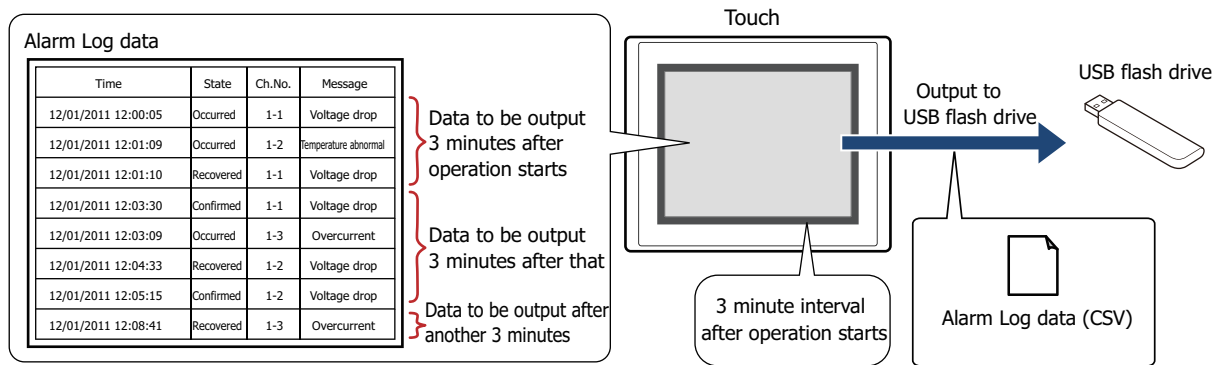 Alarm Log data
Time State Ch.No. Message
12/01/2011 12:00:05 Occurred 1-1 Voltage drop
12/01/2011 12:01:09 Occurred 1-2 Temperature abnormal
12/01/2011 12:01:10 Recovered 1-1 Voltage drop
12/01/2011 12:03:30 Confirmed 1-1 Voltage drop
12/01/2011 12:03:09 Occurred 1-3 Overcurrent
12/01/2011 12:04:33 Recovered 1-2 Voltage drop
12/01/2011 12:05:15 Confirmed 1-2 Voltage drop
12/01/2011 12:08:41 Recovered 1-3 Overcurrent
Data to be output
3 minutes after
operation starts
Data to be output
3 minutes after that
Data to be output after
another 3 minutes
Touch
3 minute interval
after operation starts
Output to
USB flash drive
USB flash drive
Alarm Log data (CSV)